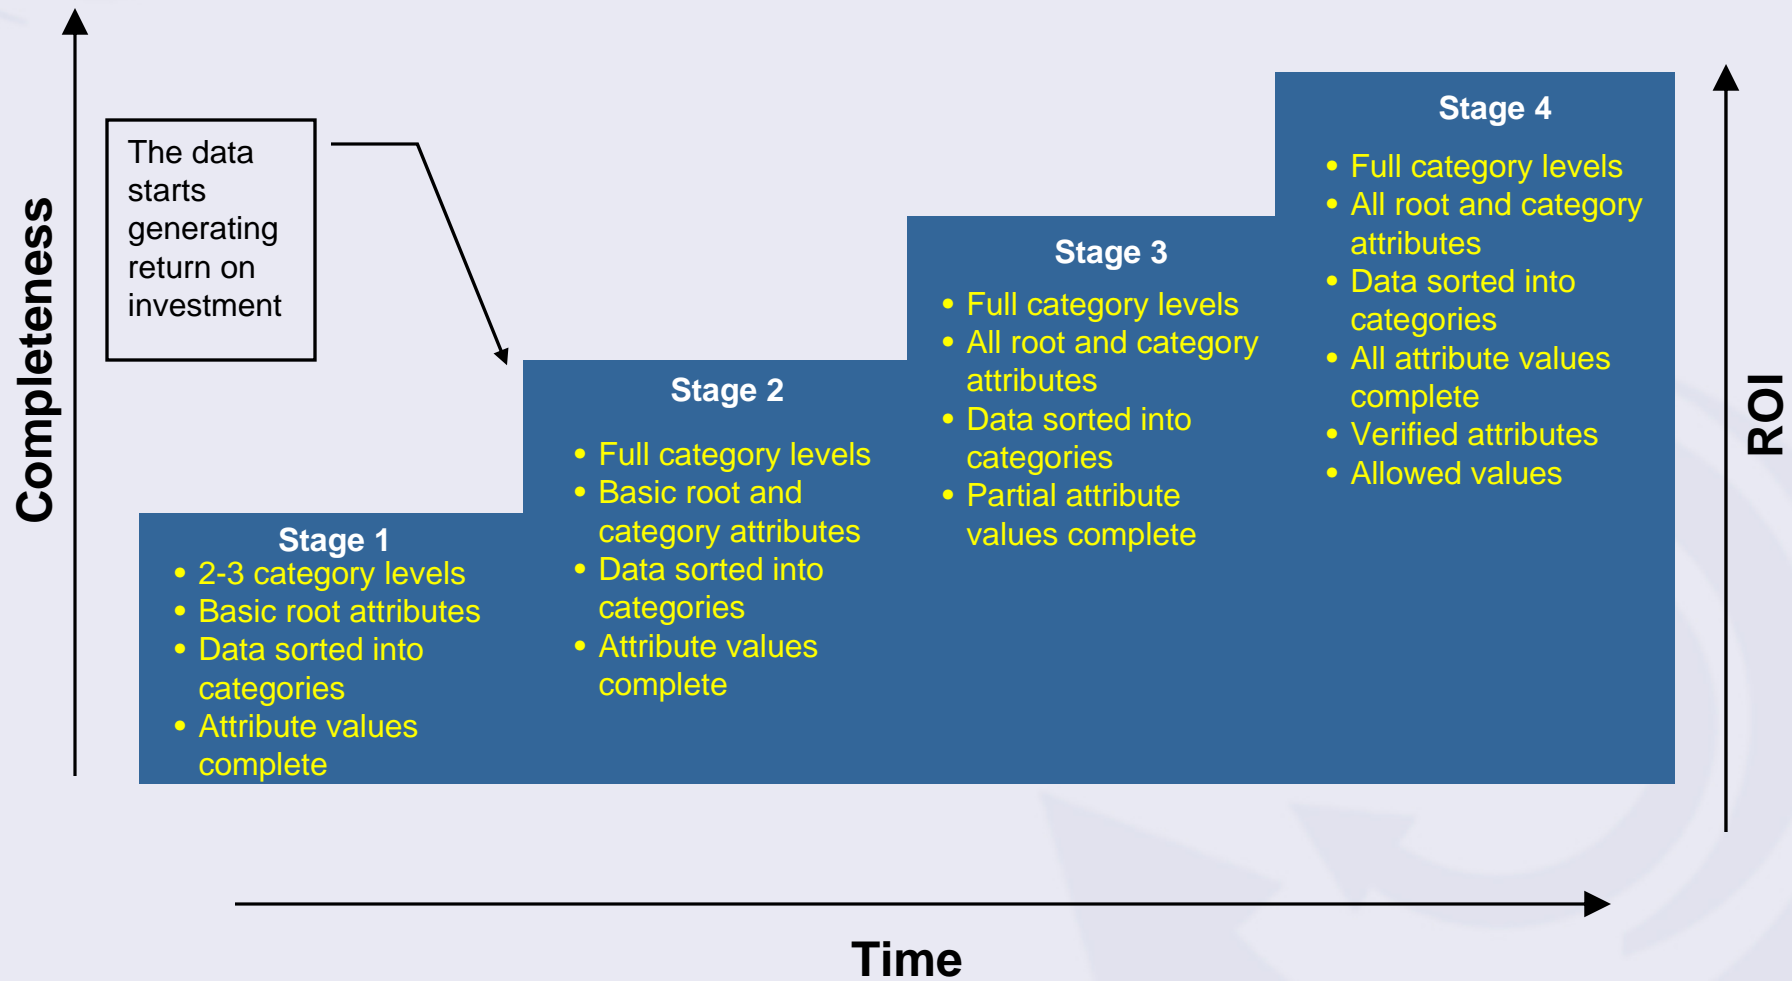 Completeness
The data
starts
generating
return on
investment
Stage 1
• 2-3 category levels
• Basic root attributes
• Data sorted into
categories
• Attribute values
complete
Stage 2
• Full category levels
• Basic root and
category attributes
• Data sorted into
categories
• Attribute values
complete
Stage 3
• Full category levels
• All root and category
attributes
• Data sorted into
categories
• Partial attribute
values complete
Stage 4
• Full category levels
• All root and category
attributes
• Data sorted into
categories
• All attribute values
complete
• Verified attributes
• Allowed values
ROI
Time